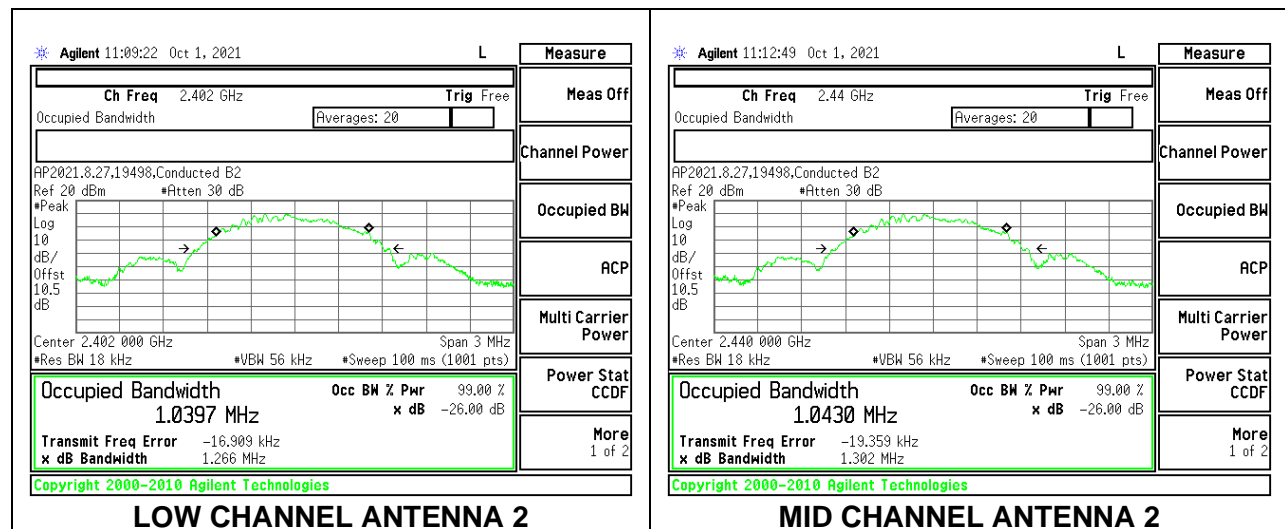 Agilent 11:09:22 Oct 1, 2021 L
Measure
Ch Freq 2.402 GHz Trig Free
Meas Off
Occupied Bandwidth Averages: 20
Channel Power
AP2021.8.27,19498,Conducted B2
Ref 20 dBm #Atten 30 dB
#Peak
Log
10
dB/
Offst
10.5
dB
Occupied BW
ACP
Multi Carrier
Power
Center 2.402 000 GHz Span 3 MHz
#Res BW 18 kHz #VBW 56 kHz #Sweep 100 ms (1001 pts)
Power Stat
CCDF
Occupied Bandwidth Occ BW % Pwr 99.00 %
1.0397 MHz x dB -26.00 dB
Transmit Freq Error -16.909 kHz
x dB Bandwidth 1.266 MHz
More
1 of 2
Copyright 2000-2010 Agilent Technologies
LOW CHANNEL ANTENNA 2
Agilent 11:12:49 Oct 1, 2021 L
Measure
Ch Freq 2.44 GHz Trig Free
Meas Off
Occupied Bandwidth Averages: 20
Channel Power
AP2021.8.27,19498,Conducted B2
Ref 20 dBm #Atten 30 dB
#Peak
Log
10
dB/
Offst
10.5
dB
Occupied BW
ACP
Multi Carrier
Power
Center 2.440 000 GHz Span 3 MHz
#Res BW 18 kHz #VBW 56 kHz #Sweep 100 ms (1001 pts)
Power Stat
CCDF
Occupied Bandwidth Occ BW % Pwr 99.00 %
1.0430 MHz x dB -26.00 dB
Transmit Freq Error -19.359 kHz
x dB Bandwidth 1.302 MHz
More
1 of 2
Copyright 2000-2010 Agilent Technologies
MID CHANNEL ANTENNA 2